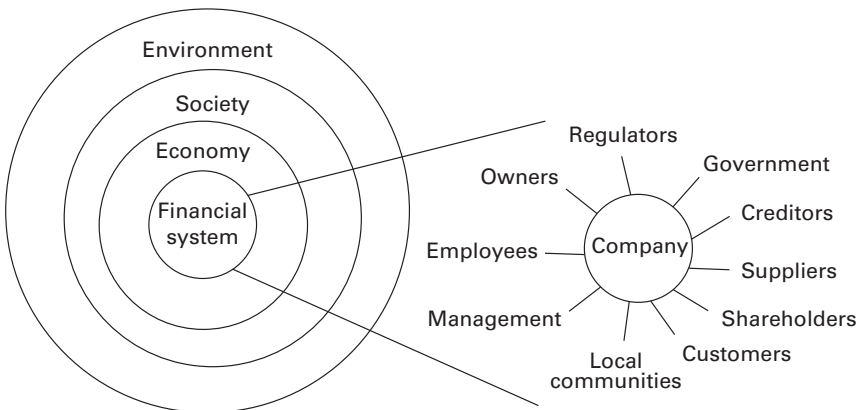 Environment
Society
Economy
Financial
system
Regulators
Government
Owners
Creditors
Company
Employees
Suppliers
Management
Shareholders
Customers
Local
communities